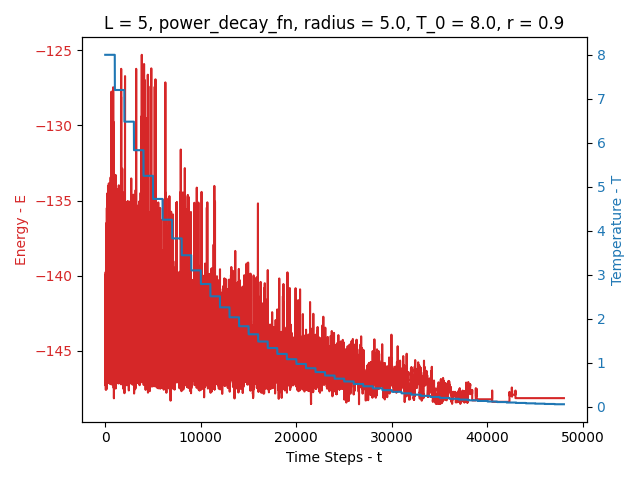 L = 5, power_decay_fn, radius = 5.0, T_0 = 8.0, r = 0.9
Energy - E
−125
−130
−135
−140
−145
8
7
6
5
4
3
2
1
0
Temperature - T
0 10000 20000 30000 40000 50000
Time Steps - t